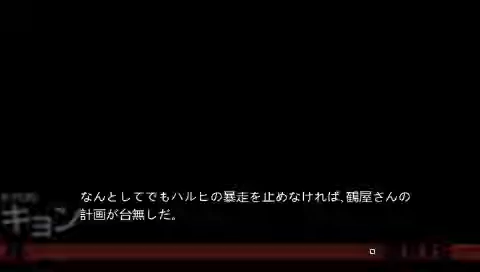 キョン
なんとしてでもハルヒの暴走を止めなければ、鶴屋さんの
計画が台無しだ。